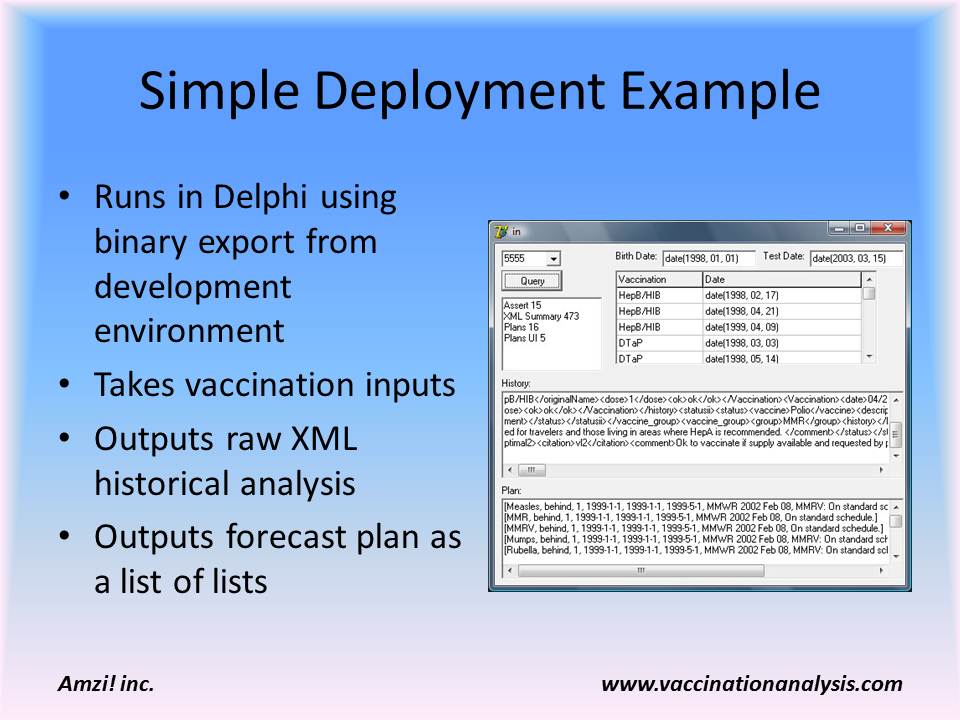 Simple Deployment Example
• Runs in Delphi using
binary export from
development
environment
• Takes vaccination inputs
• Outputs raw XML
historical analysis
• Outputs forecast plan as
a list of lists
in
5555
Birth Date: date(1998, 01, 01) Test Date: date(2003, 03, 15)
Query
Assert 15
XML Summary 473
Plans 16
Plans UI 5
Vaccination Date
HepB/HIB date(1998, 02, 17)
HepB/HIB date(1998, 04, 21)
HepB/HIB date(1999, 04, 09)
DTaP date(1998, 03, 03)
DTaP date(1998, 05, 14)
History:
pB/HIB</originalName><dose>1</dose><ok>ok</ok></Vaccination><Vaccination><date>04/2
ose><ok>ok</ok></Vaccination></history><statusii><status><vaccine>Polio</vaccine><descrip
ment></status></statusii></vaccine_group><vaccine_group><group>MMR</group><history></
ed for travelers and those living in areas where HepA is recommended. </comment></status></st
ptimal2><citation>vl2</citation><comment>Ok to vaccinate if supply available and requested by
Plan:
[Measles, behind, 1, 1999-1-1, 1999-1-1, 1999-5-1, MMWR 2002 Feb 08, MMRV: On standard sc
[MMR, behind, 1, 1999-1-1, 1999-1-1, 1999-5-1, MMWR 2002 Feb 08, On standard schedule.]
[MMRV, behind, 1, 1999-1-1, 1999-1-1, 1999-5-1, MMWR 2002 Feb 08, On standard schedule.]
[Mumps, behind, 1, 1999-1-1, 1999-1-1, 1999-5-1, MMWR 2002 Feb 08, MMRV: On standard sch
[Rubella, behind, 1, 1999-1-1, 1999-1-1, 1999-5-1, MMWR 2002 Feb 08, MMRV: On standard sch
Amzi! inc. www.vaccinationanalysis.com